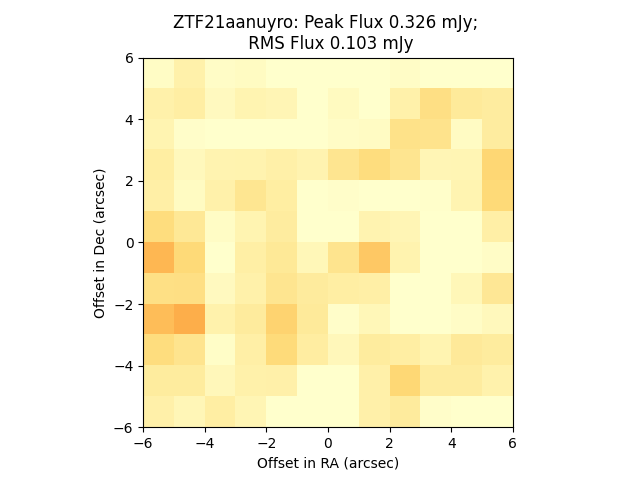 ZTF21aanuyro: Peak Flux 0.326 mJy;
RMS Flux 0.103 mJy
6
4
2
0
−2
−4
−6
Offset in Dec (arcsec)
−6 −4 −2 0 2 4 6
Offset in RA (arcsec)